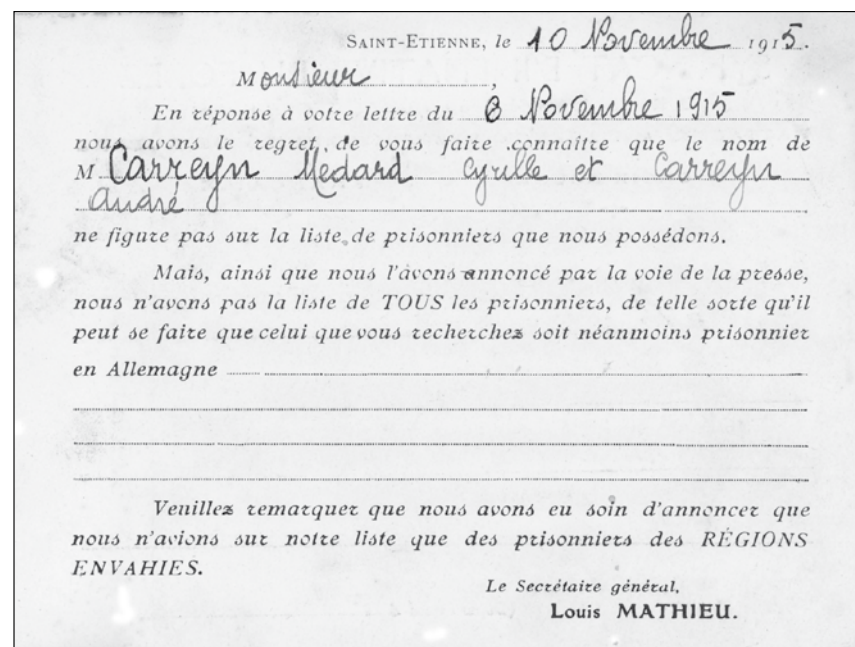 SAINT-ETIENNE, le 10 Novembre 1915.
Monsieur,
En réponse à votre lettre du 8 Novembre 1915
nous avons le regret de vous faire connaître que le nom de
M Carreyn Medard Cyrille et Carreyn
André
ne figure pas sur la liste de prisonniers que nous possédons.
Mais, ainsi que nous l'avons annoncé par la voie de la presse,
nous n'avons pas la liste de TOUS les prisonniers, de telle sorte qu'il
peut se faire que celui que vous recherchez soit néanmoins prisonnier
en Allemagne
Veuillez remarquer que nous avons eu soin d'annoncer que
nous n'avions sur notre liste que des prisonniers des RÉGIONS
ENVAHIES.
Le Secrétaire général,
Louis MATHIEU.